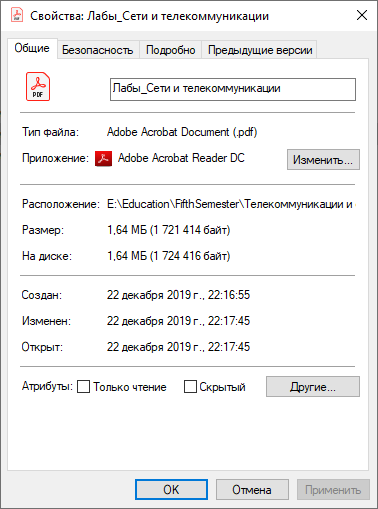 Свойства: Лабы_Сети и телекоммуникации
Общие Безопасность Подробно Предыдущие версии
PDF
Лабы_Сети и телекоммуникации
Тип файла: Adobe Acrobat Document (.pdf)
Приложение: Adobe Acrobat Reader DC Изменить...
Расположение: E:\Education\FifthSemester\Телекоммуникации и
Размер: 1,64 МБ (1 721 414 байт)
На диске: 1,64 МБ (1 724 416 байт)
Создан: 22 декабря 2019 г., 22:16:55
Изменен: 22 декабря 2019 г., 22:17:45
Открыт: 22 декабря 2019 г., 22:17:45
Атрибуты: Только чтение Скрытый Другие...
OK Отмена Применить